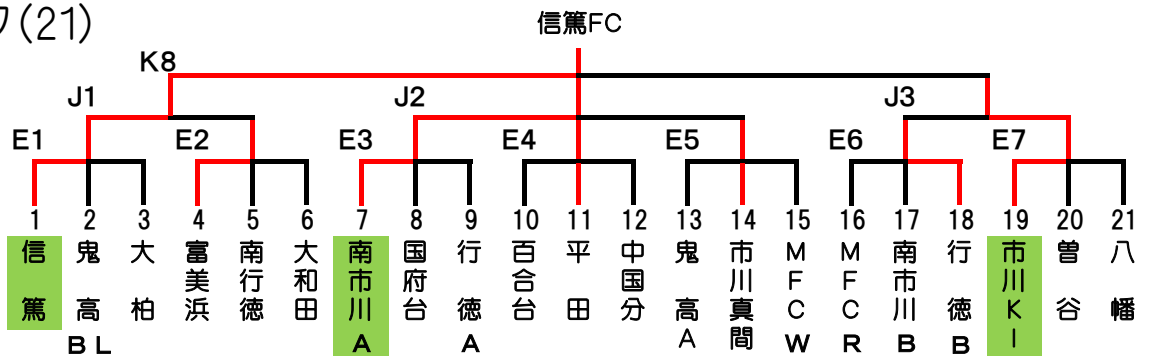 (21)
信篤FC
K8
J1 J2 J3
E1 E2 E3 E4 E5 E6 E7
1 2 3 4 5 6 7 8 9 10 11 12 13 14 15 16 17 18 19 20 21
信篤
鬼高BL
大柏
富美浜
南行徳
大和田
南市川A
国府台
行徳A
百合台
平田
中国分
鬼高A
市川真間
MFCW
MFCR
南市川B
行徳B
市川KI
曽谷
八幡